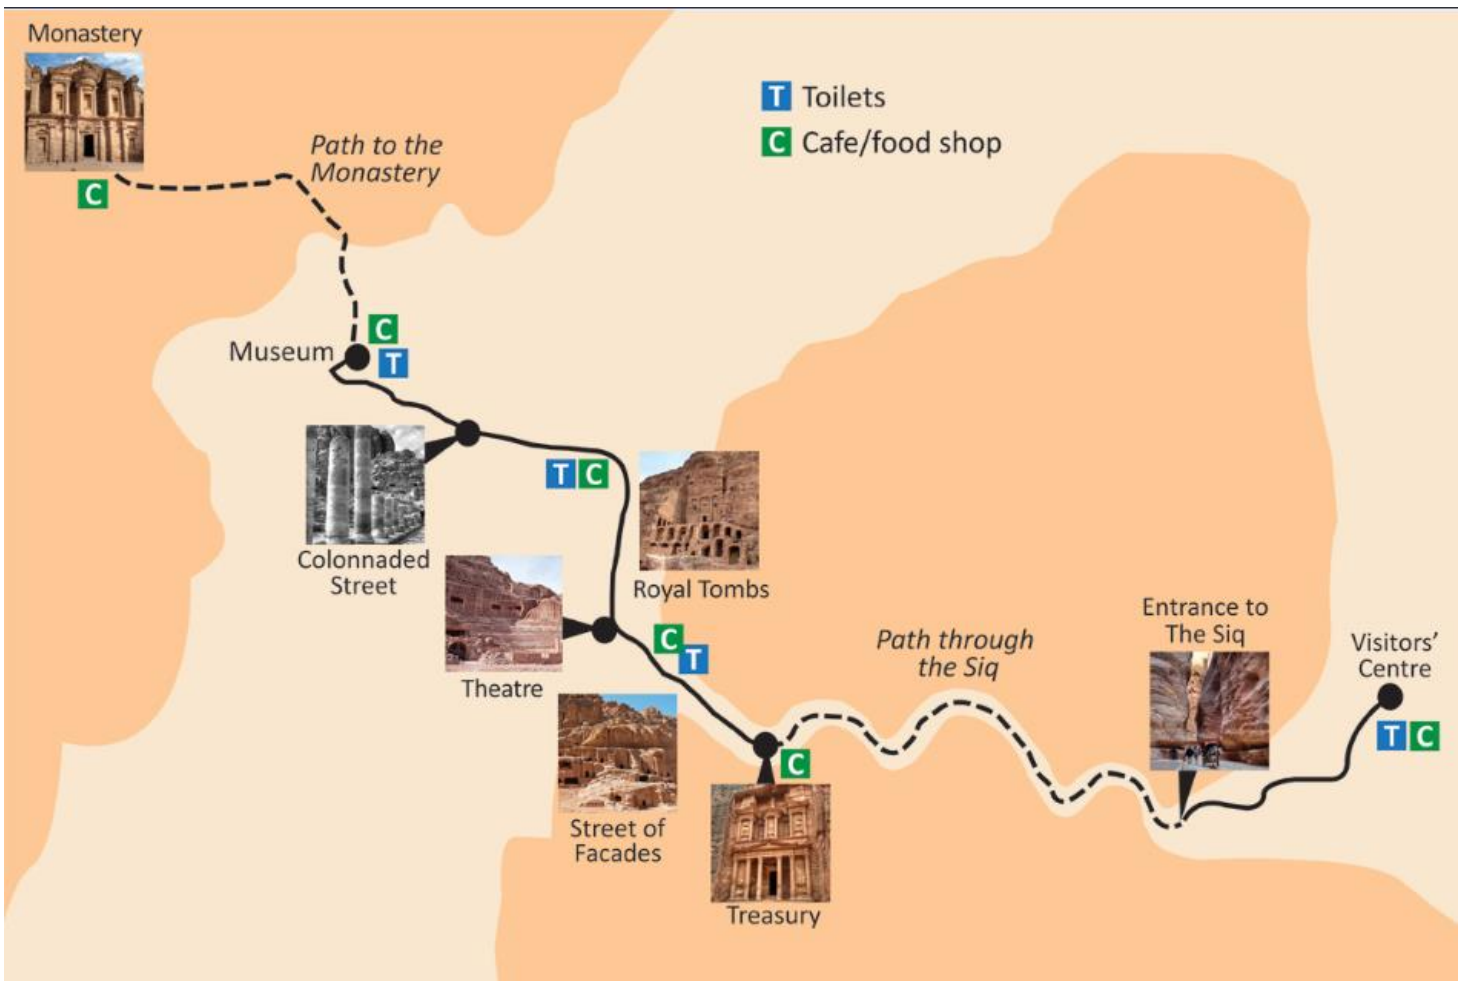 Monastery
C
Path to the
Monastery
T Toilets
C Cafe/food shop
C
Museum
T
T C
Colonnaded
Street
Royal Tombs
Theatre
C
T
Path through
the Siq
Entrance to
The Siq
Visitors'
Centre
T C
C
Street of
Facades
Treasury